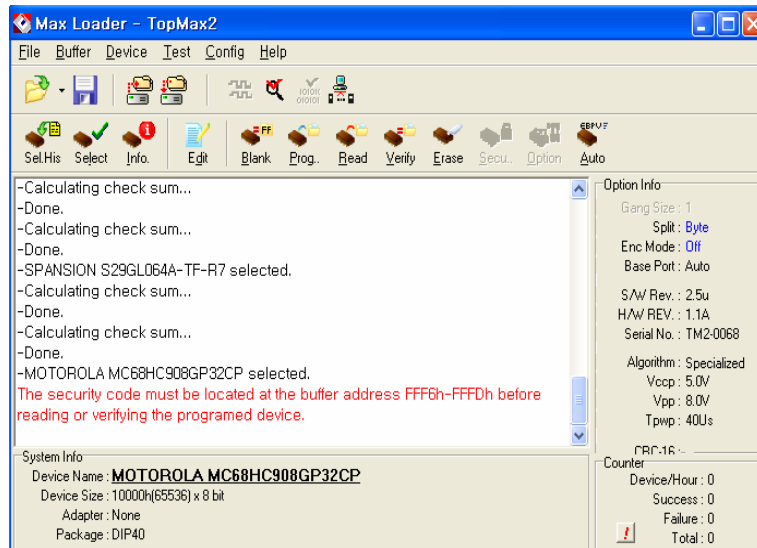 Max Loader - TopMax2
File Buffer Device Test Config Help
Sel.His Select Info. Edit Blank Prog.. Read Verify Erase Secu.. Option Auto
-Calculating check sum...
-Done.
-Calculating check sum...
-Done.
-SPANSION S29GL064A-TF-R7 selected.
-Calculating check sum...
-Done.
-Calculating check sum...
-Done.
-MOTOROLA MC68HC908GP32CP selected.
The security code must be located at the buffer address FFF6h-FFFDh before
reading or verifying the programed device.
Option Info
Gang Size : 1
Split : Byte
Enc Mode : Off
Base Port : Auto
S/W Rev. : 2.5u
H/W REV. : 1.1A
Serial No. : TM2-0068
Algorithm : Specialized
Vccp : 5.0V
Vpp : 8.0V
Tpwp : 40Us
CRC-16 : -
System Info
Device Name : MOTOROLA MC68HC908GP32CP
Device Size : 10000h(65536) x 8 bit
Adapter : None
Package : DIP40
Counter
Device/Hour : 0
Success : 0
Failure : 0
Total : 0